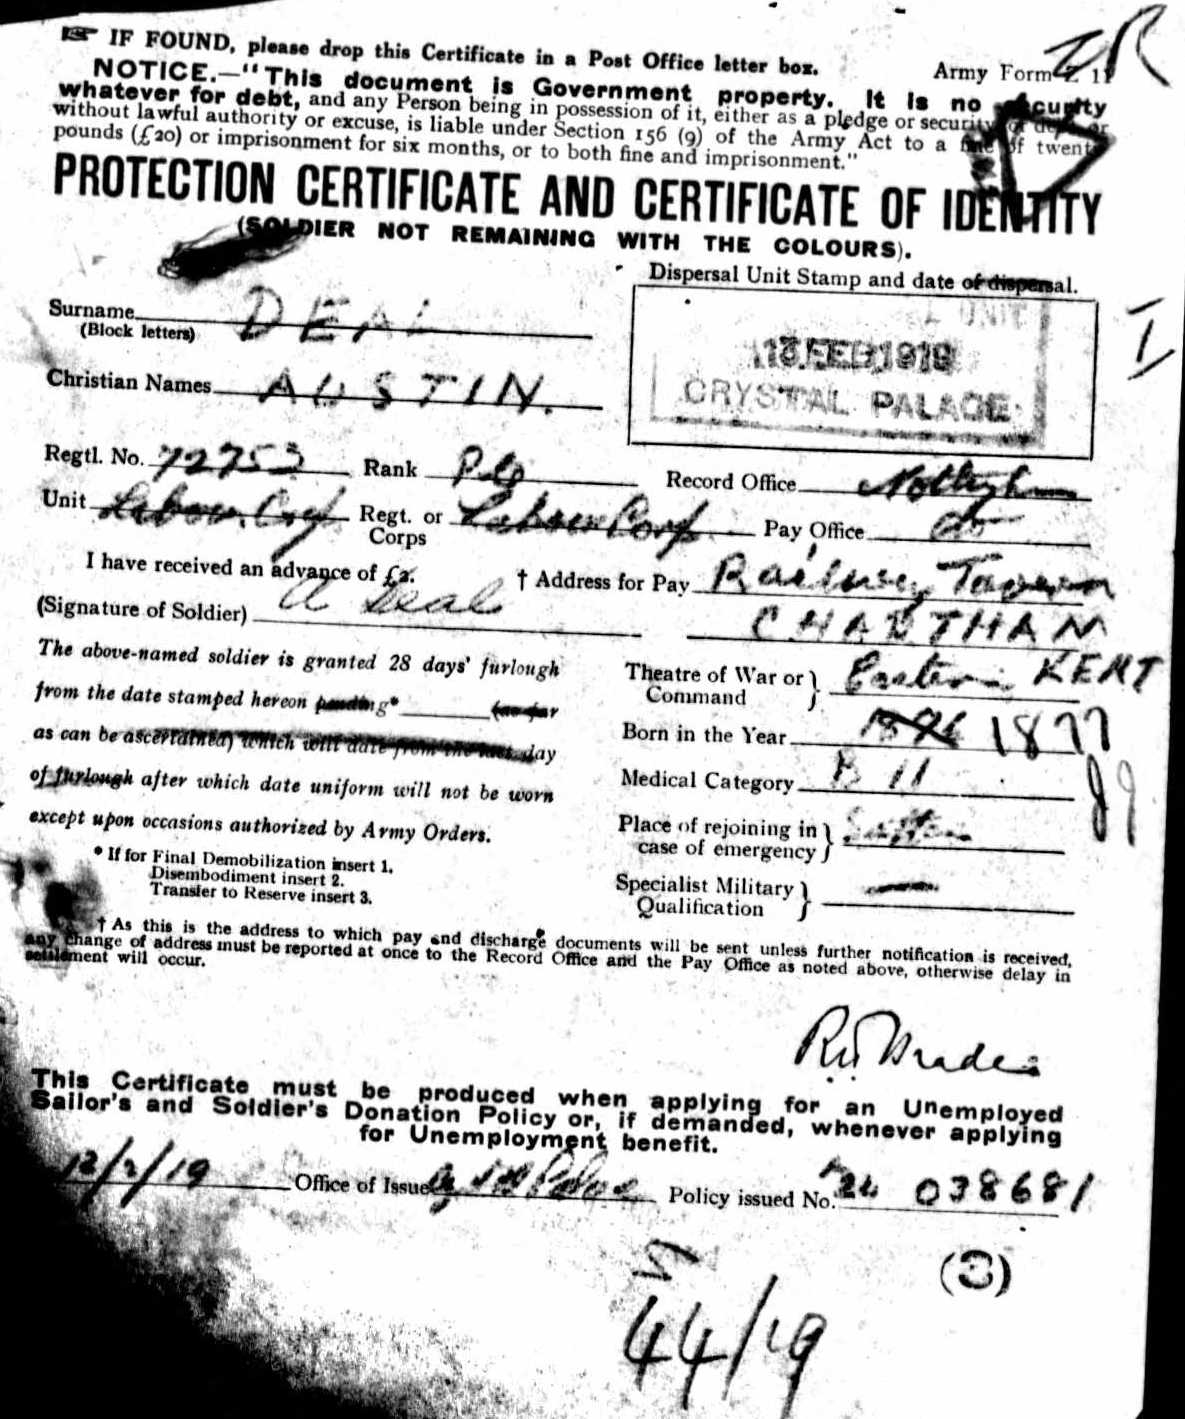 IF FOUND, please drop this Certificate in a Post Office letter box.
Army Form Z. 11
NOTICE.—"This document is Government property. It is no security
whatever for debt, and any Person being in possession of it, either as a pledge or security for debt or
without lawful authority or excuse, is liable under Section 156 (9) of the Army Act to a fine of twenty
pounds (£20) or imprisonment for six months, or to both fine and imprisonment."
PROTECTION CERTIFICATE AND CERTIFICATE OF IDENTITY
(SOLDIER NOT REMAINING WITH THE COLOURS).
Dispersal Unit Stamp and date of dispersal.
UNIT
13 FEB 1919
CRYSTAL PALACE
I
Surname DEAL
(Block letters)
Christian Names AUSTIN.
Regtl. No. 72753 Rank Pte Record Office Nottingham
Unit Labour Corps Regt. or Corps Labour Corps Pay Office do
I have received an advance of £2. † Address for Pay Railway Tavern
(Signature of Soldier) A Deal CHARTHAM
KENT
The above-named soldier is granted 28 days' furlough
from the date stamped hereon pending* (as far
as can be ascertained) which will date from the last day
of furlough after which date uniform will not be worn
except upon occasions authorized by Army Orders.
Theatre of War or Command Eastern
Born in the Year 1877
Medical Category B 11
Place of rejoining in case of emergency
Specialist Military Qualification
* If for Final Demobilization insert 1.
Disembodiment insert 2.
Transfer to Reserve insert 3.
† As this is the address to which pay and discharge documents will be sent unless further notification is received,
any change of address must be reported at once to the Record Office and the Pay Office as noted above, otherwise delay in
settlement will occur.
This Certificate must be produced when applying for an Unemployed
Sailor's and Soldier's Donation Policy or, if demanded, whenever applying
for Unemployment benefit.
12/2/19 Office of Issue Policy issued No. 038681
(3)
44/19